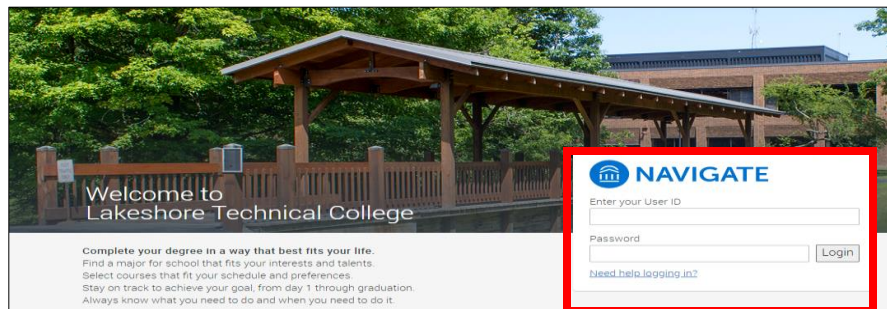 Welcome to
Lakeshore Technical College
Complete your degree in a way that best fits your life.
Find a major for school that fits your interests and talents.
Select courses that fit your schedule and preferences.
Stay on track to achieve your goal, from day 1 through graduation.
Always know what you need to do and when you need to do it.
NAVIGATE
Enter your User ID
Password
Login
Need help logging in?